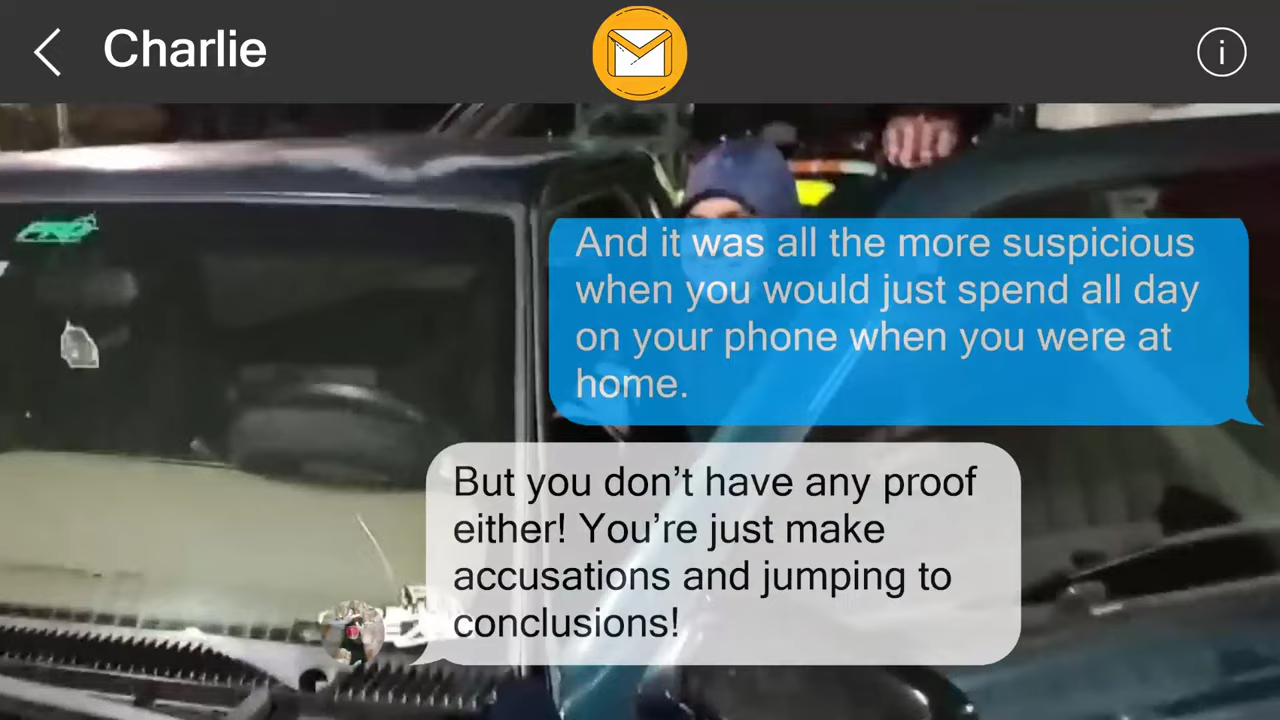 Charlie
And it was all the more suspicious
when you would just spend all day
on your phone when you were at
home.
But you don’t have any proof
either! You’re just make
accusations and jumping to
conclusions!